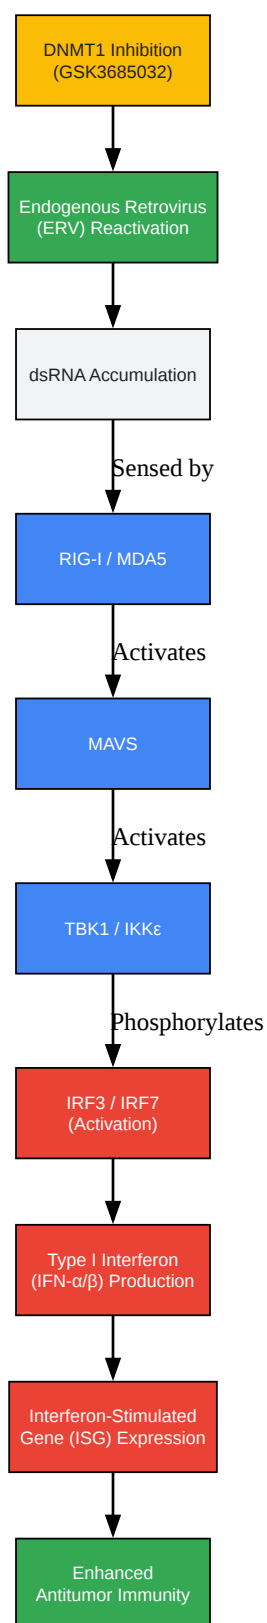 DNMT1 Inhibition
(GSK3685032)
Endogenous Retrovirus
(ERV) Reactivation
dsRNA Accumulation
Sensed by
RIG-I / MDA5
Activates
MAVS
Activates
TBK1 / IKKε
Phosphorylates
IRF3 / IRF7
(Activation)
Type I Interferon
(IFN-α/β) Production
Interferon-Stimulated
Gene (ISG) Expression
Enhanced
Antitumor Immunity